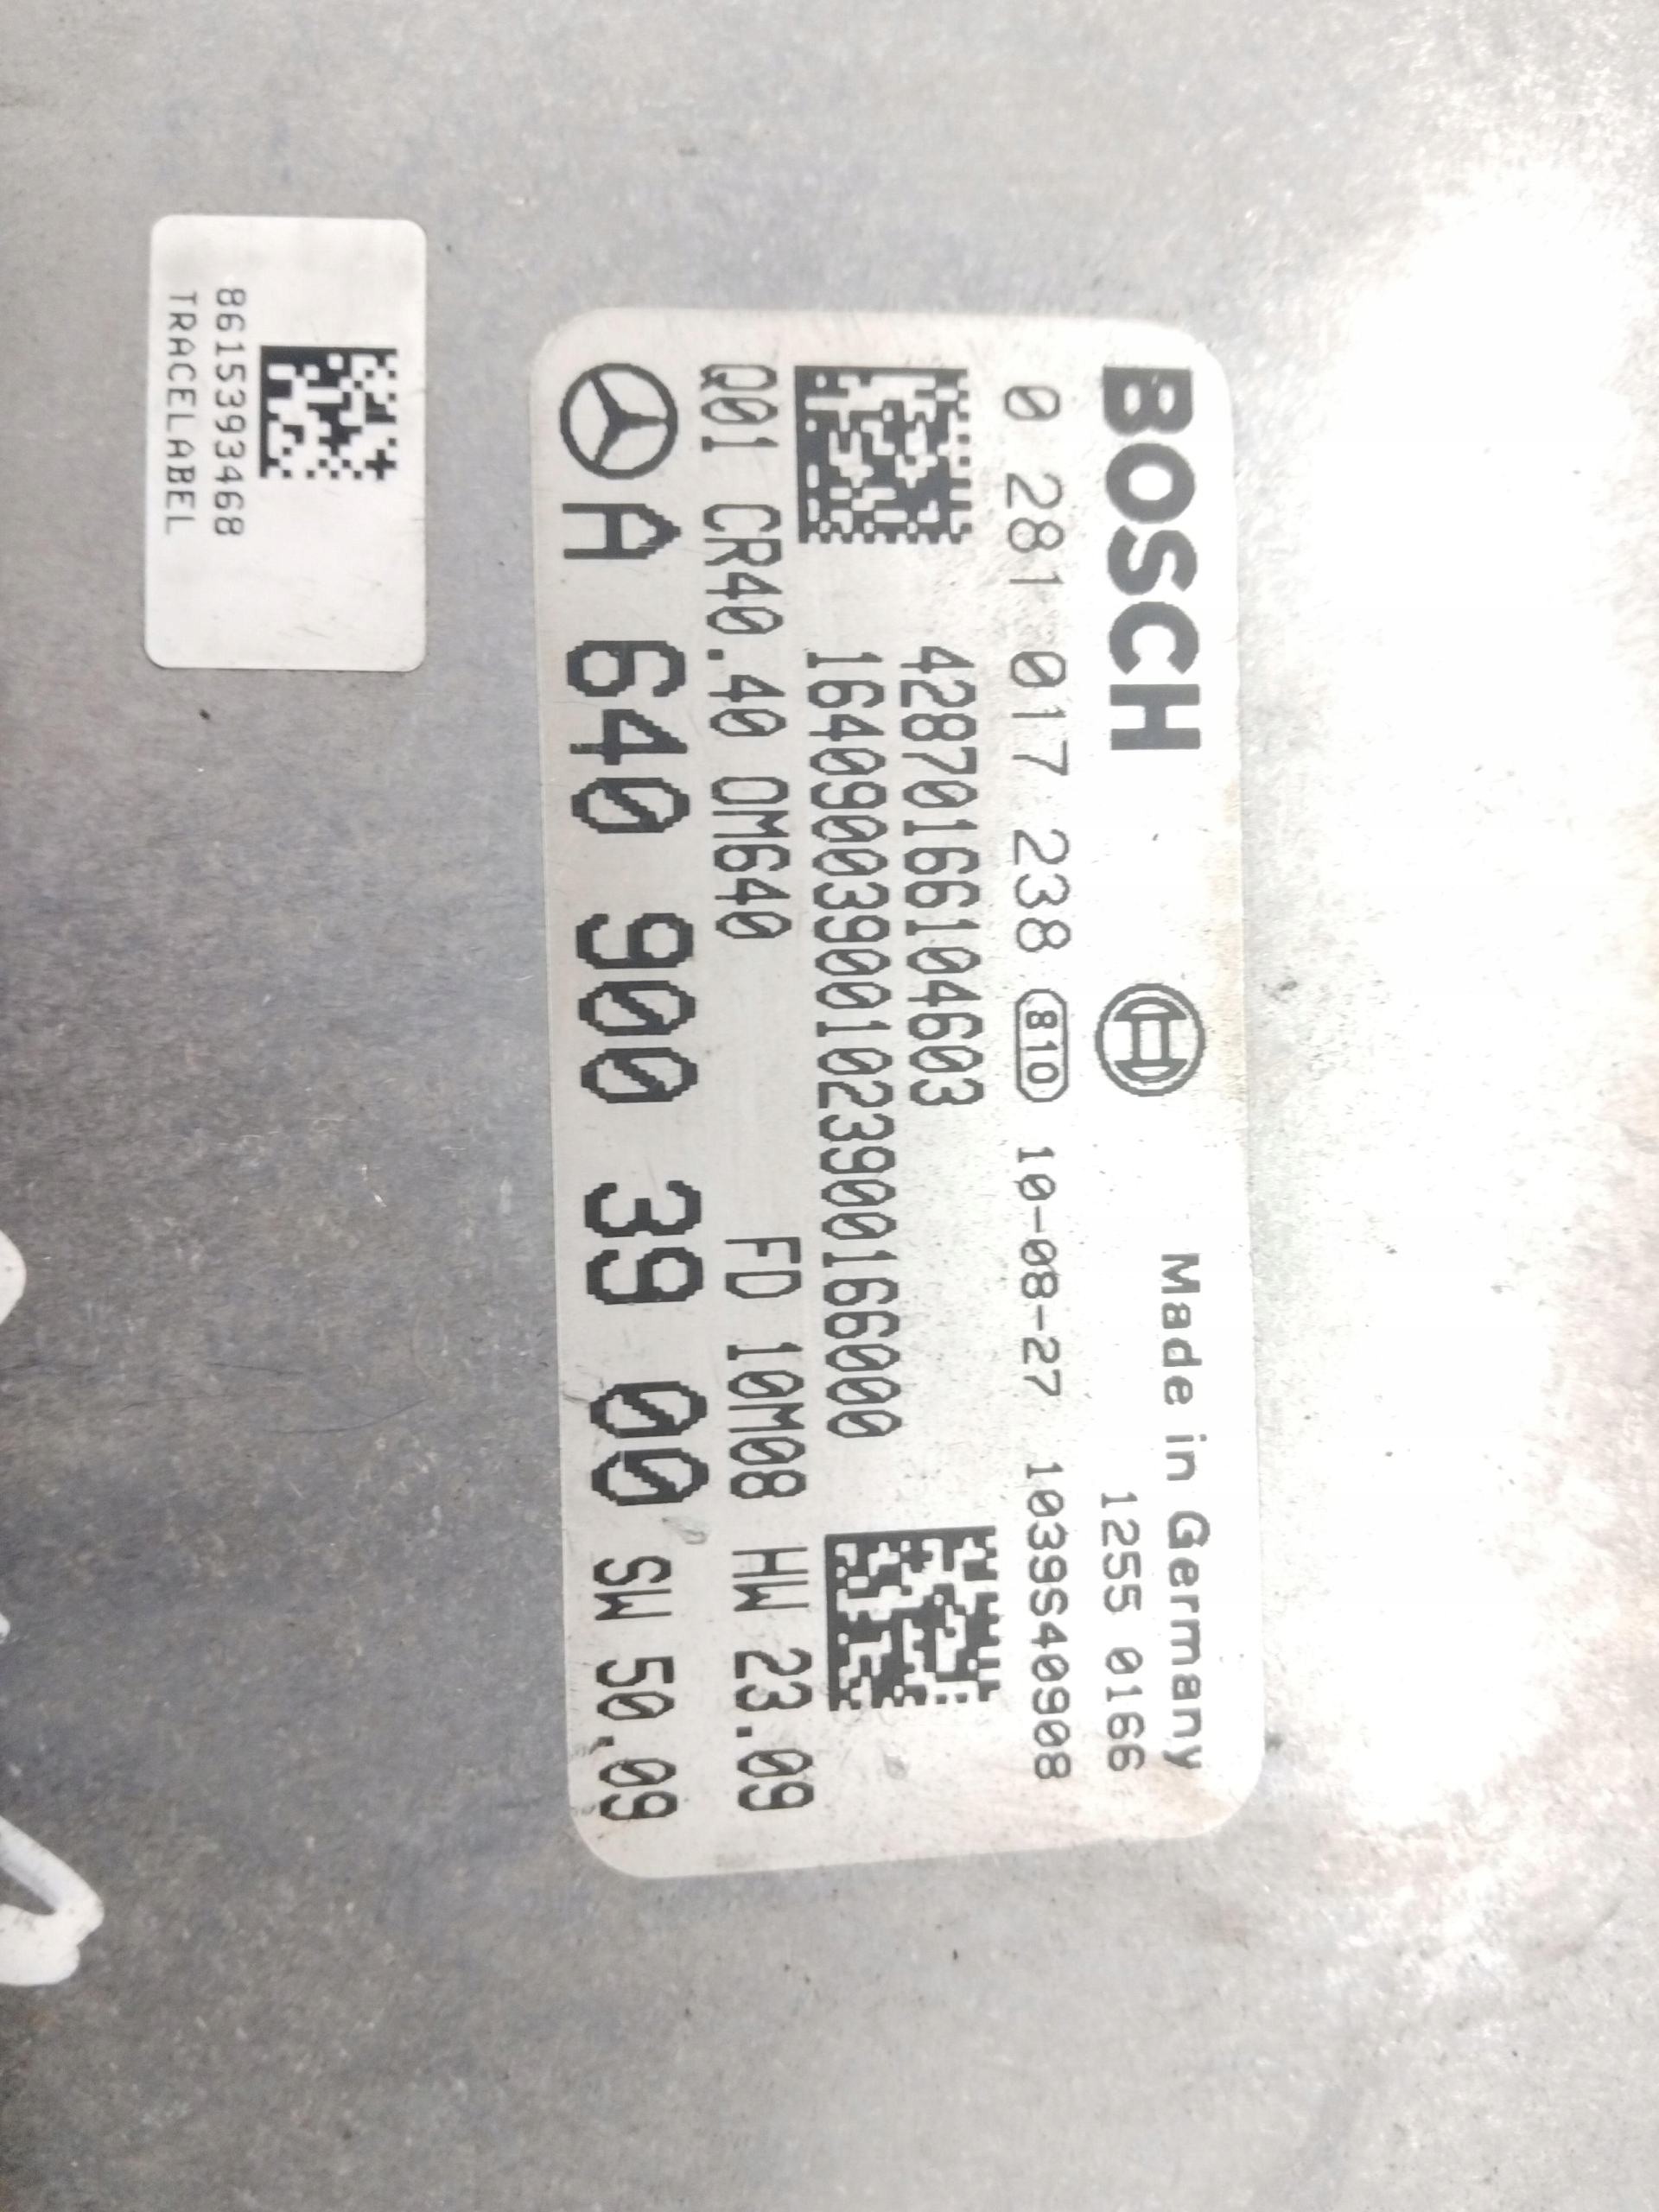 BOSCH
Made in Germany
1255 0166
0 281 017 238 810 10-08-27 1039S40908
42870166104603
164090039001023900166000
Q01 CR40.40 OM640 FD 10M08 HW 23.09
A 640 900 39 00 SW 50.09
8615393468
TRACELABEL